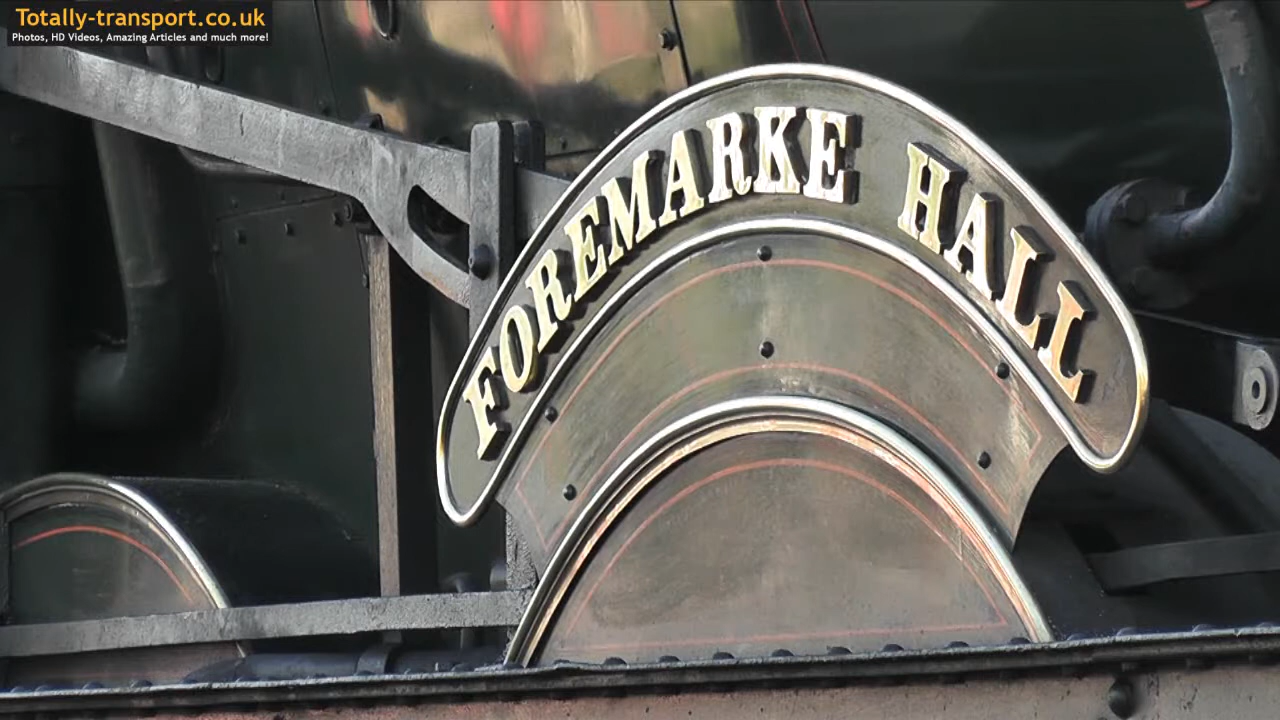 Totally-transport.co.uk
Photos, HD Videos, Amazing Articles and much more!
FOREMARKE HALL